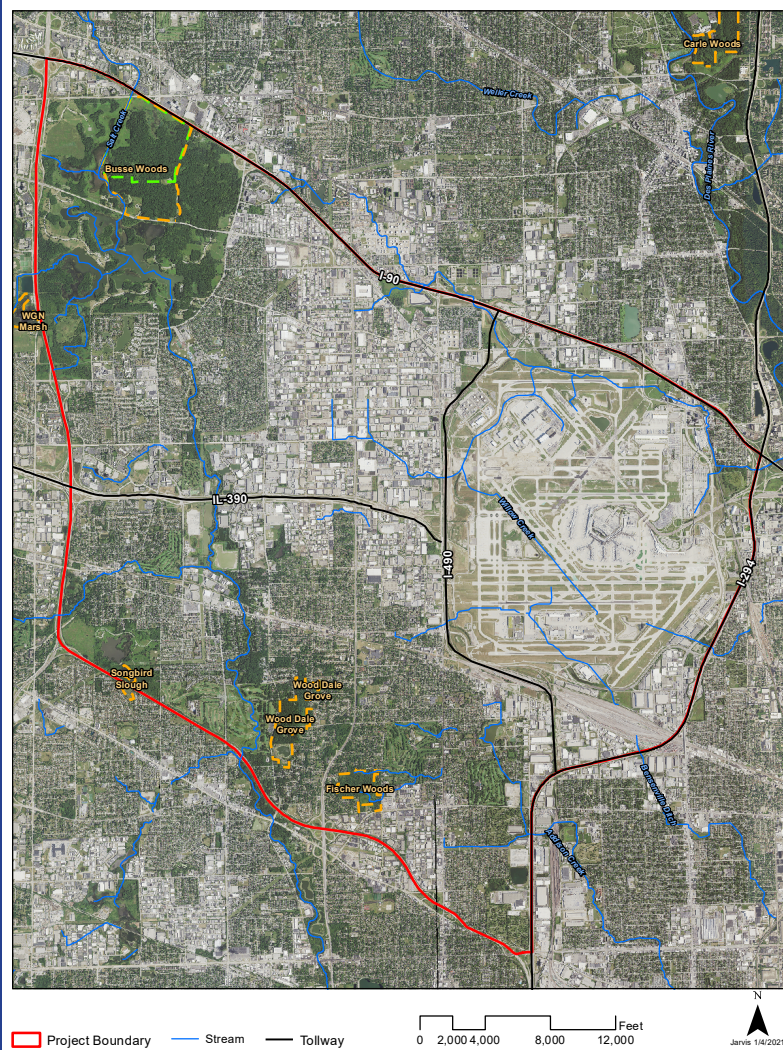 Carle Woods
Weller Creek
Salt Creek
Des Plaines River
Busse Woods
I-90
WGN
Marsh
IL-390
Willow Creek
I-490
I-294
Songbird
Slough
Wood Dale
Grove
Wood Dale
Grove
Fischer Woods
Bensenville Ditch
Addison Creek
Project Boundary
Stream
Tollway
Feet
0 2,000 4,000 8,000 12,000
N
Jarvis 1/4/2021